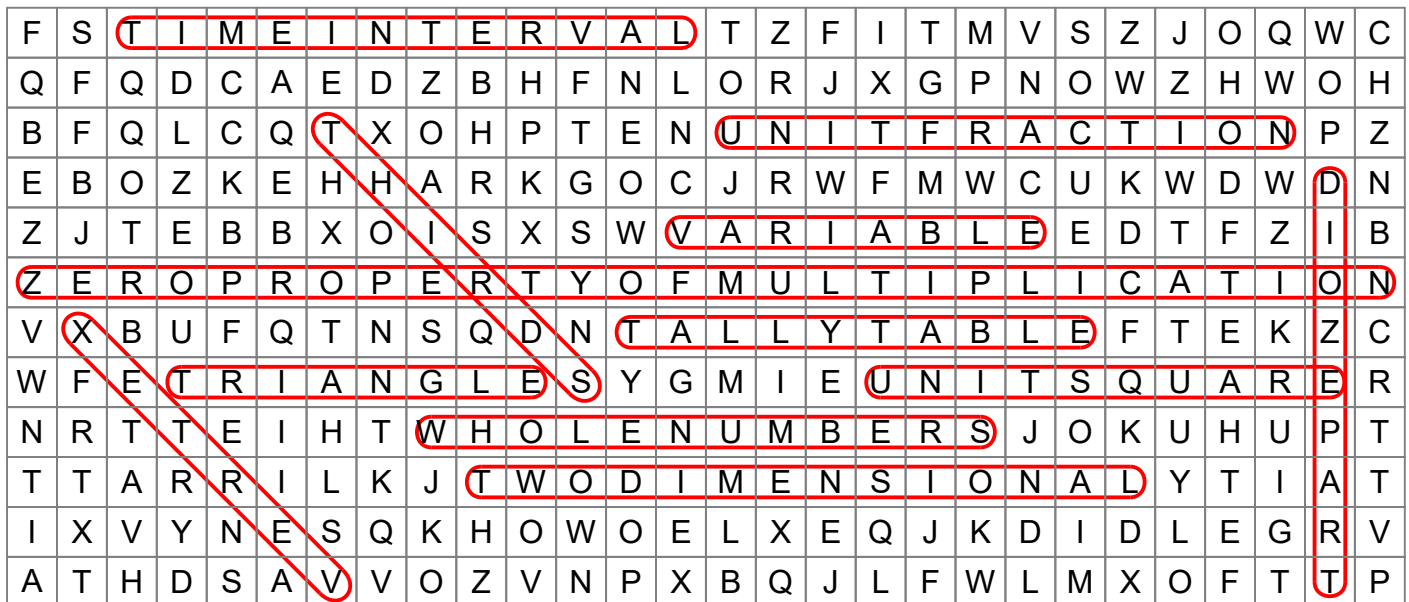 F S T I M E I N T E R V A L T Z F I T M V S Z J O Q W C
Q F Q D C A E D Z B H F N L O R J X G P N O W Z H W O H
B F Q L C Q T X O H P T E N U N I T F R A C T I O N P Z
E B O Z K E H H A R K G O C J R W F M W C U K W D W D N
Z J T E B B X O I S X S W V A R I A B L E E D T F Z I B
Z E R O P R O P E R T Y O F M U L T I P L I C A T I O N
V X B U F Q T N S Q D N T A L L Y T A B L E F T E K Z C
W F E T R I A N G L E S Y G M I E U N I T S Q U A R E R
N R T T E I H T W H O L E N U M B E R S J O K U H U P T
T T A R R I L K J T W O D I M E N S I O N A L Y T I A T
I X V Y N E S Q K H O W O E L X E Q J K D I D L E G R V
A T H D S A V V O Z V N P X B Q J L F W L M X O F T T P